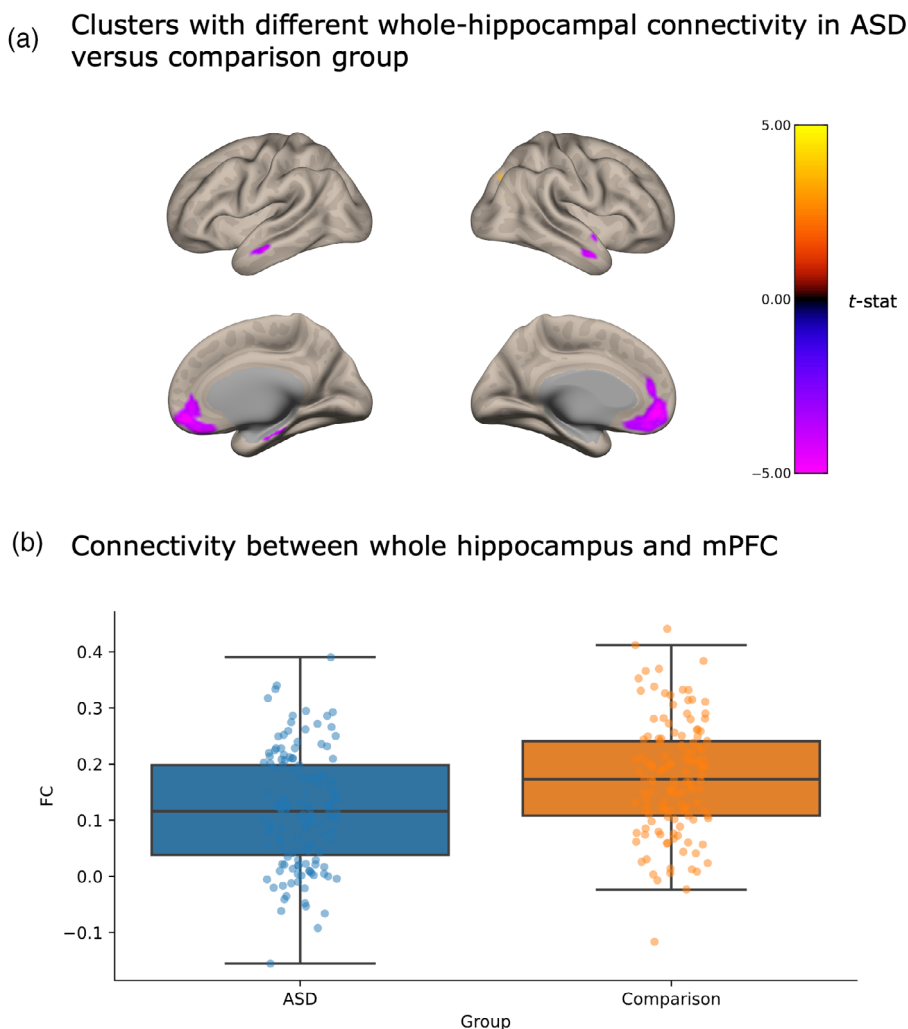 (a) Clusters with different whole-hippocampal connectivity in ASD
versus comparison group
5.00
0.00
t-stat
−5.00
(b) Connectivity between whole hippocampus and mPFC
0.4
0.3
0.2
0.1
0.0
−0.1
FC
ASD
Comparison
Group